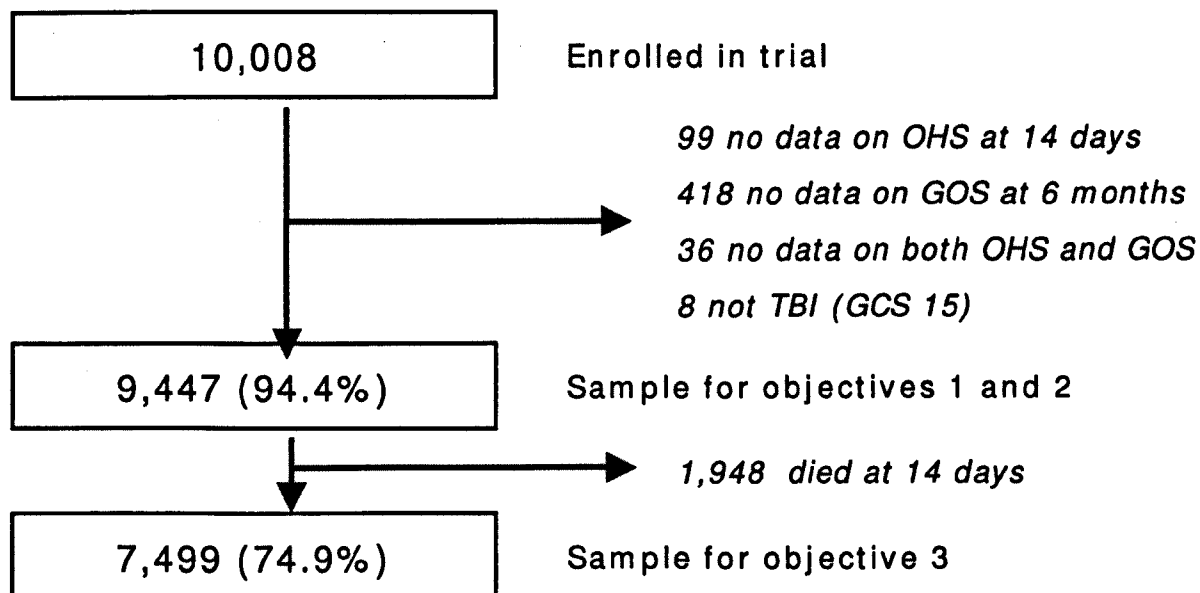 10,008 Enrolled in trial
99 no data on OHS at 14 days
418 no data on GOS at 6 months
36 no data on both OHS and GOS
8 not TBI (GCS 15)
9,447 (94.4%) Sample for objectives 1 and 2
1,948 died at 14 days
7,499 (74.9%) Sample for objective 3